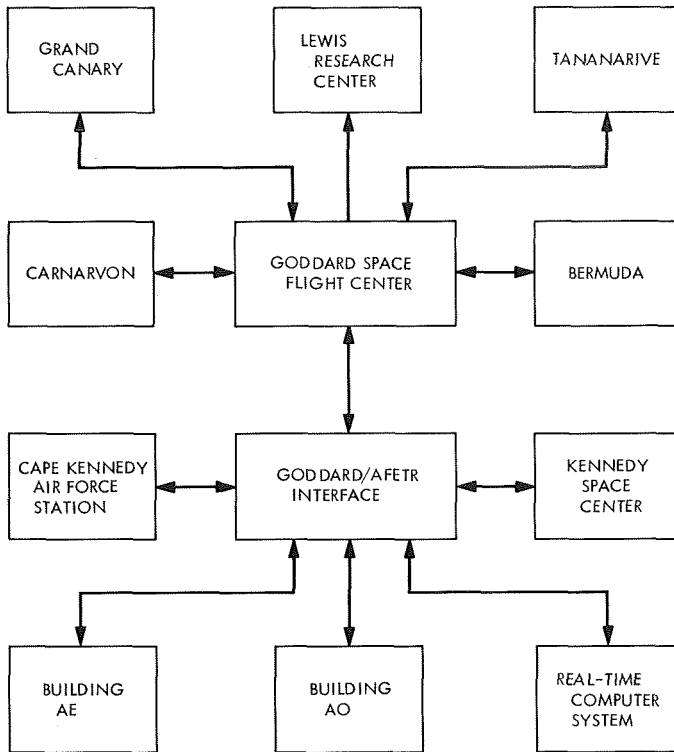 GRAND
CANARY
LEWIS
RESEARCH
CENTER
TANANARIVE
CARNARVON
GODDARD SPACE
FLIGHT CENTER
BERMUDA
CAPE KENNEDY
AIR FORCE
STATION
GODDARD/AFETR
INTERFACE
KENNEDY
SPACE
CENTER
BUILDING
AE
BUILDING
AO
REAL-TIME
COMPUTER
SYSTEM